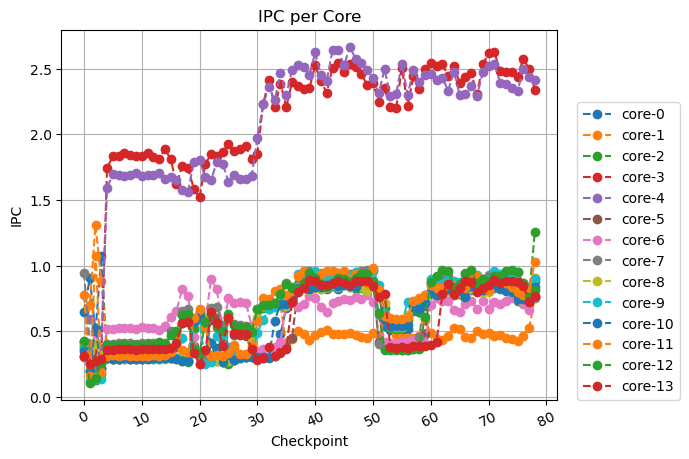 IPC per Core
IPC
2.5
2.0
1.5
1.0
0.5
0.0
0 10 20 30 40 50 60 70 80
Checkpoint
core-0
core-1
core-2
core-3
core-4
core-5
core-6
core-7
core-8
core-9
core-10
core-11
core-12
core-13